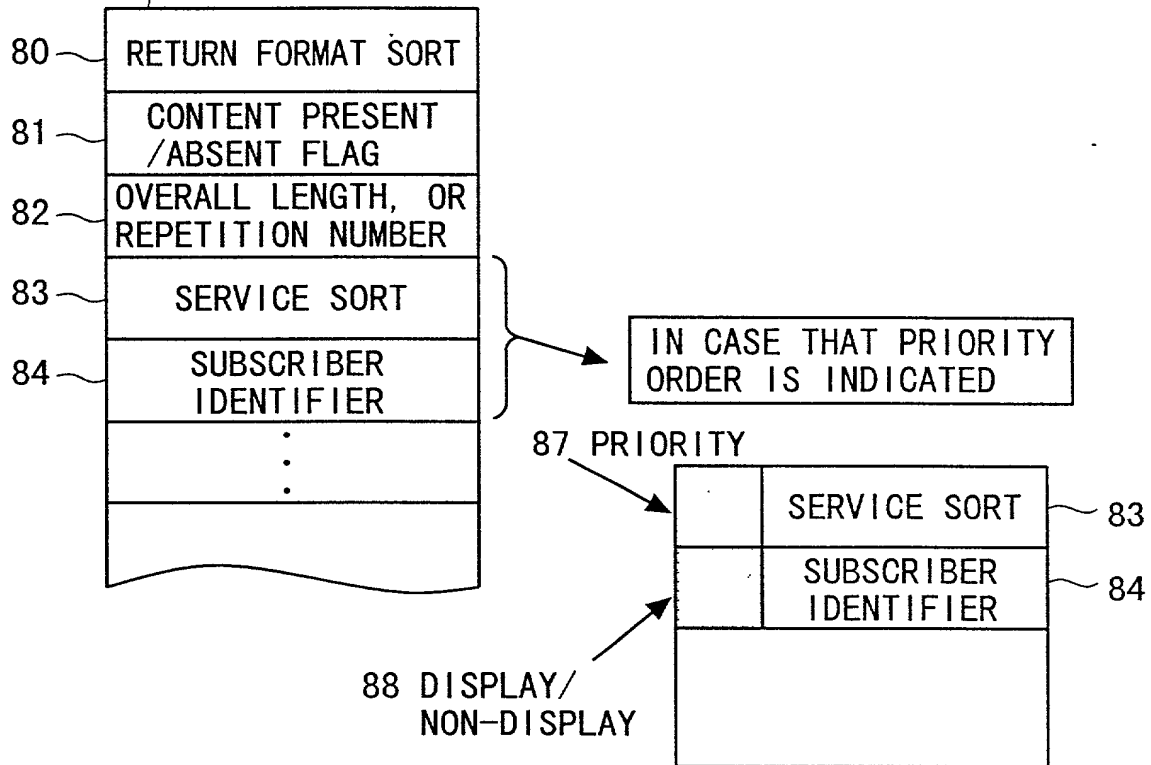 80 RETURN FORMAT SORT
81 CONTENT PRESENT
/ABSENT FLAG
82 OVERALL LENGTH, OR
REPETITION NUMBER
83 SERVICE SORT
84 SUBSCRIBER
IDENTIFIER
IN CASE THAT PRIORITY
ORDER IS INDICATED
87 PRIORITY
SERVICE SORT 83
SUBSCRIBER
IDENTIFIER 84
88 DISPLAY/
NON-DISPLAY